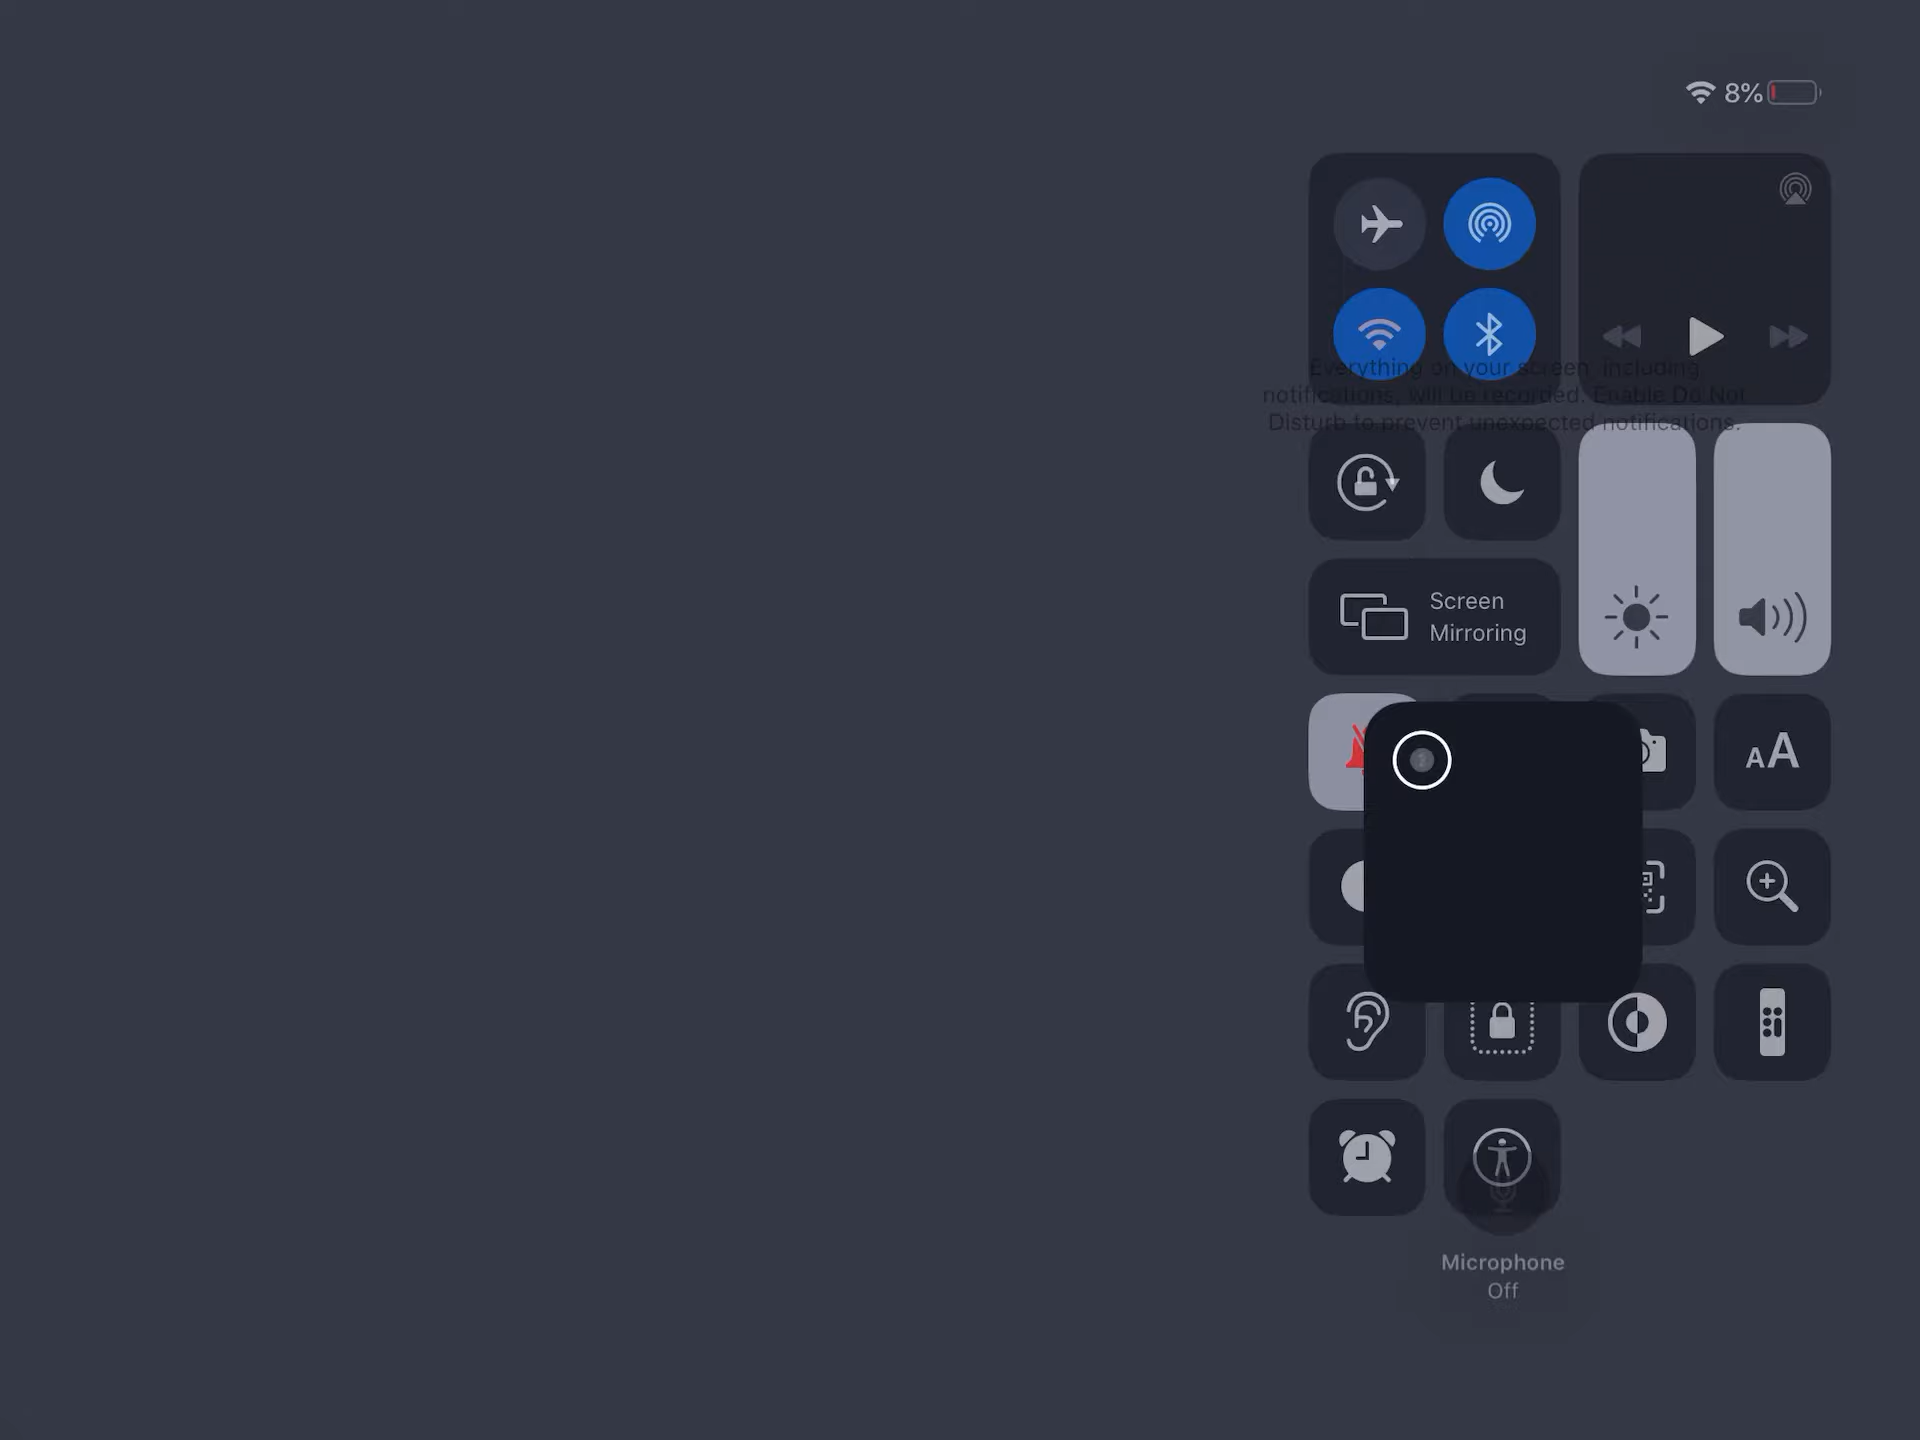 8%
Everything on your screen, including
notifications, will be recorded. Enable Do Not
Disturb to prevent unexpected notifications.
Screen
Mirroring
AA
Microphone
Off